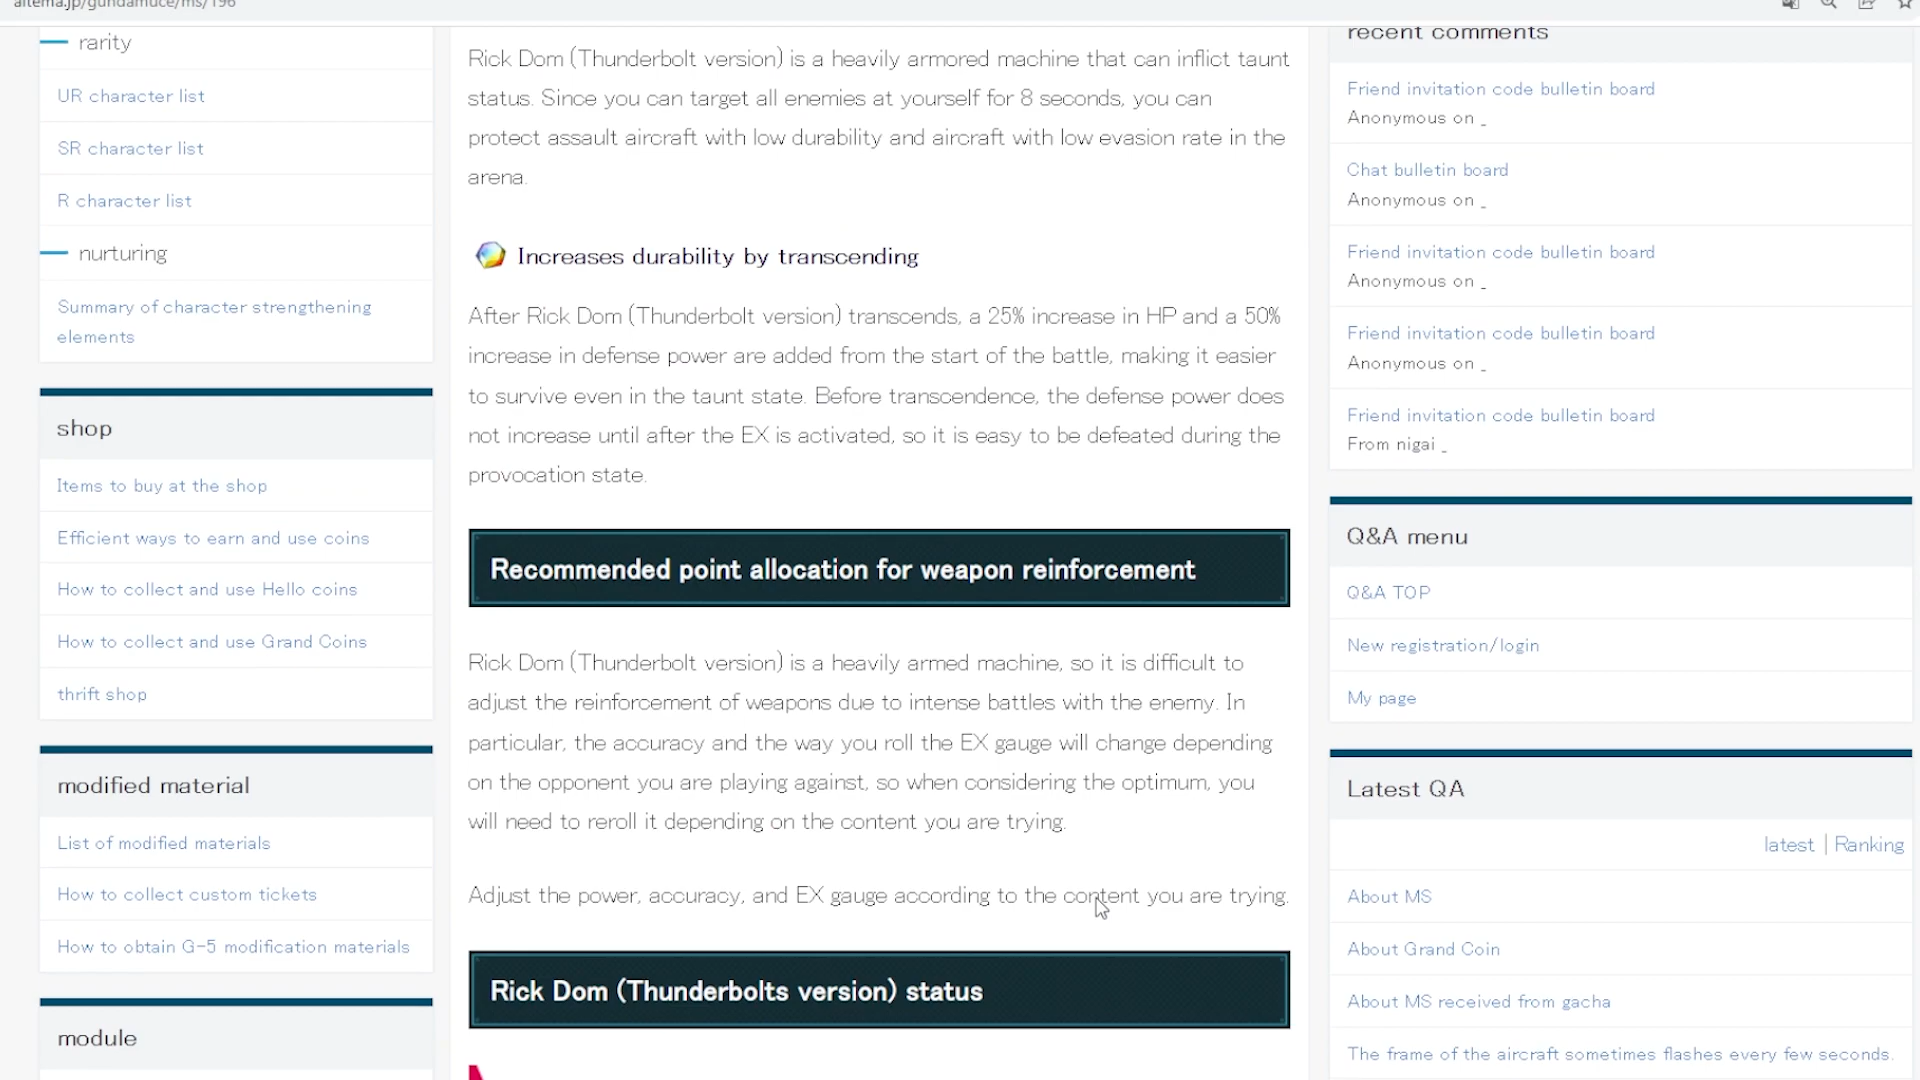 altema.jp/gundamuce/ms/196
rarity
UR character list
SR character list
R character list
nurturing
Summary of character strengthening
elements
shop
Items to buy at the shop
Efficient ways to earn and use coins
How to collect and use Hello coins
How to collect and use Grand Coins
thrift shop
modified material
List of modified materials
How to collect custom tickets
How to obtain G-5 modification materials
module
Rick Dom (Thunderbolt version) is a heavily armored machine that can inflict taunt
status. Since you can target all enemies at yourself for 8 seconds, you can
protect assault aircraft with low durability and aircraft with low evasion rate in the
arena.
Increases durability by transcending
After Rick Dom (Thunderbolt version) transcends, a 25% increase in HP and a 50%
increase in defense power are added from the start of the battle, making it easier
to survive even in the taunt state. Before transcendence, the defense power does
not increase until after the EX is activated, so it is easy to be defeated during the
provocation state.
Recommended point allocation for weapon reinforcement
Rick Dom (Thunderbolt version) is a heavily armed machine, so it is difficult to
adjust the reinforcement of weapons due to intense battles with the enemy. In
particular, the accuracy and the way you roll the EX gauge will change depending
on the opponent you are playing against, so when considering the optimum, you
will need to reroll it depending on the content you are trying.
Adjust the power, accuracy, and EX gauge according to the content you are trying.
Rick Dom (Thunderbolts version) status
recent comments
Friend invitation code bulletin board
Anonymous on _
Chat bulletin board
Anonymous on _
Friend invitation code bulletin board
Anonymous on _
Friend invitation code bulletin board
Anonymous on _
Friend invitation code bulletin board
From nigai _
Q&A menu
Q&A TOP
New registration/login
My page
Latest QA
latest | Ranking
About MS
About Grand Coin
About MS received from gacha
The frame of the aircraft sometimes flashes every few seconds.